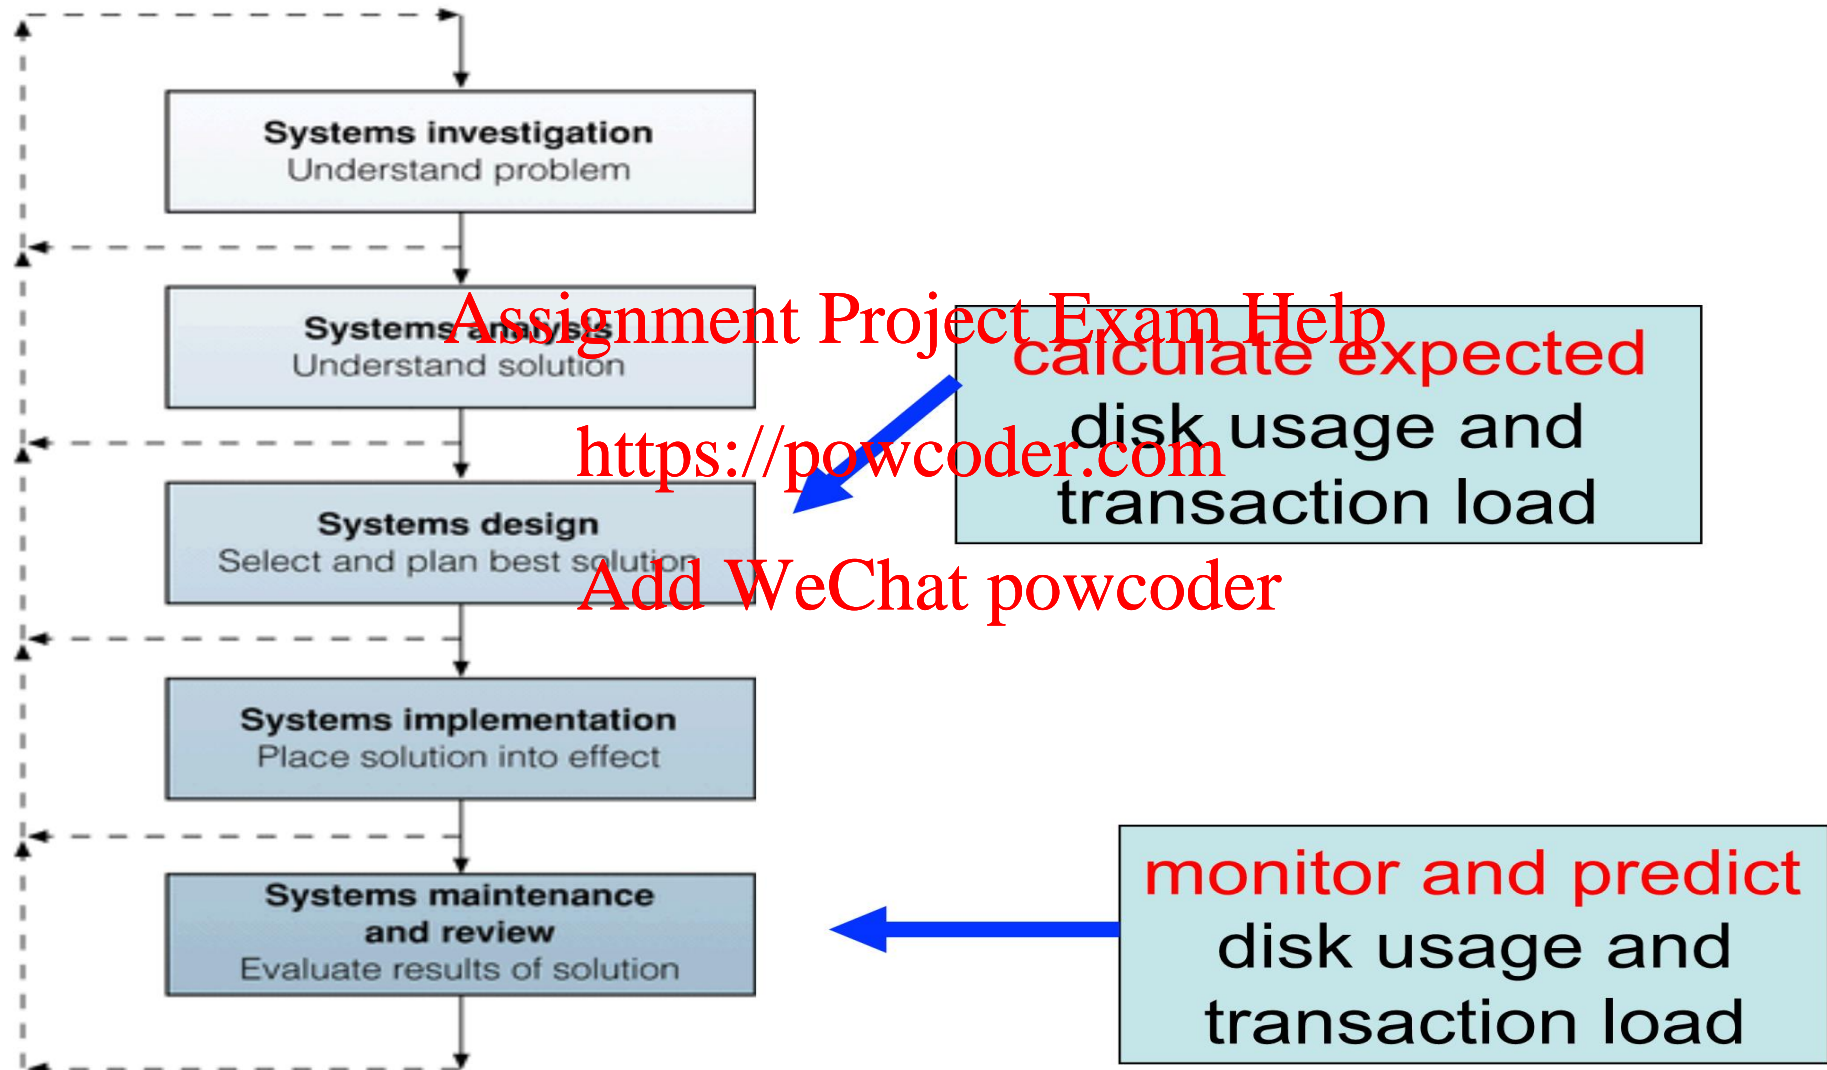 Systems investigation
Understand problem
Systems analysis
Understand solution
Assignment Project Exam Help
calculate expected
disk usage and
transaction load
https://powcoder.com
Systems design
Select and plan best solution
Add WeChat powcoder
Systems implementation
Place solution into effect
Systems maintenance
and review
Evaluate results of solution
monitor and predict
disk usage and
transaction load